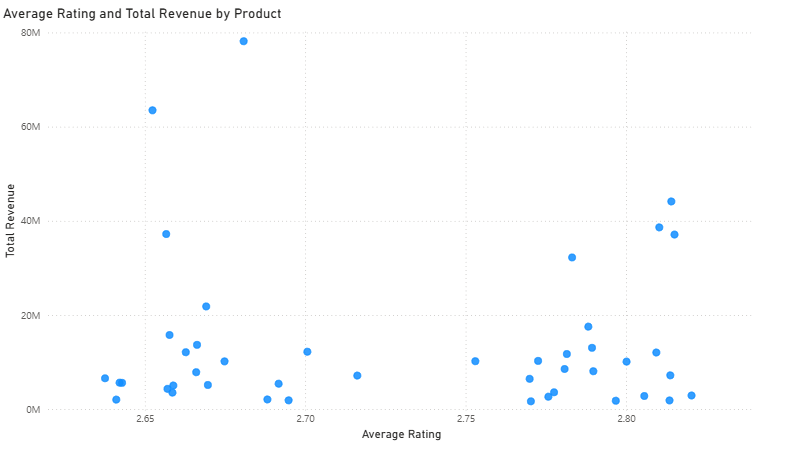 Average Rating and Total Revenue by Product
80M
60M
40M
20M
0M
Total Revenue
2.65 2.70 2.75 2.80
Average Rating